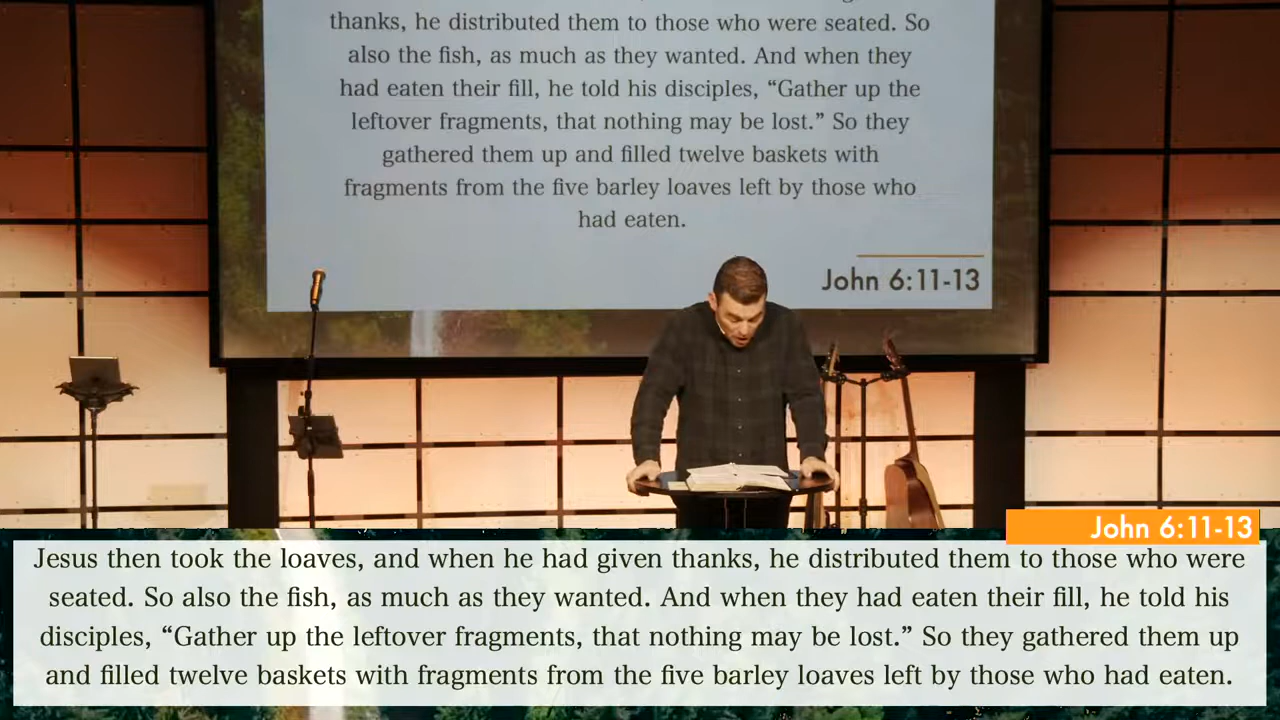 thanks, he distributed them to those who were seated. So
also the fish, as much as they wanted. And when they
had eaten their fill, he told his disciples, “Gather up the
leftover fragments, that nothing may be lost.” So they
gathered them up and filled twelve baskets with
fragments from the five barley loaves left by those who
had eaten.
John 6:11-13
John 6:11-13
Jesus then took the loaves, and when he had given thanks, he distributed them to those who were
seated. So also the fish, as much as they wanted. And when they had eaten their fill, he told his
disciples, “Gather up the leftover fragments, that nothing may be lost.” So they gathered them up
and filled twelve baskets with fragments from the five barley loaves left by those who had eaten.